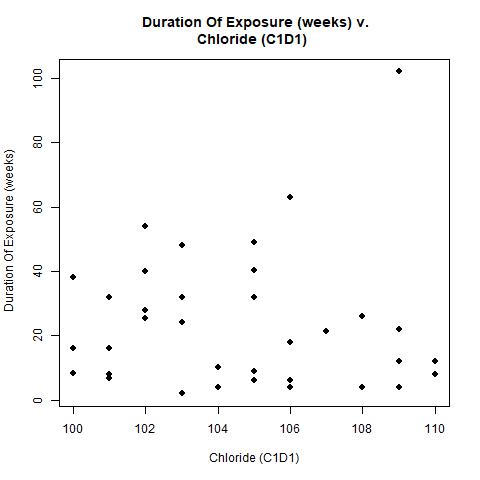 Duration Of Exposure (weeks) v.
Chloride (C1D1)
Duration Of Exposure (weeks)
100
80
60
40
20
0
100 102 104 106 108 110
Chloride (C1D1)